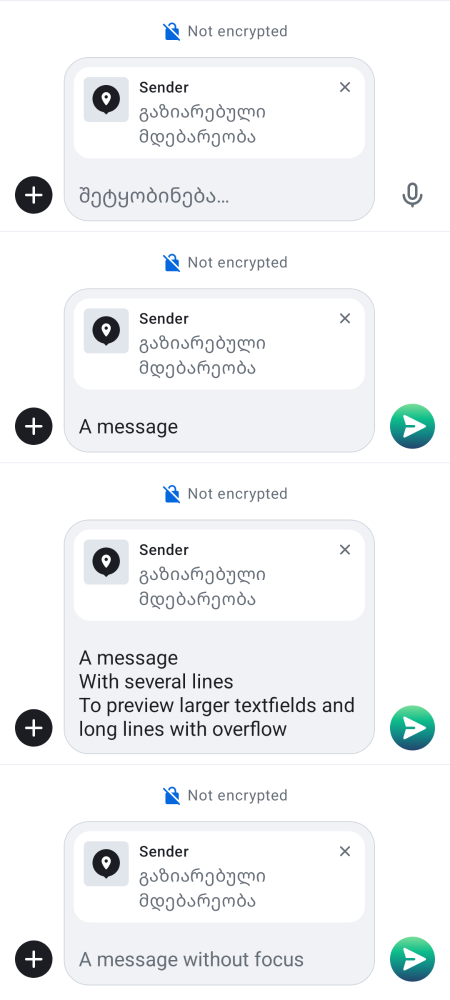 Not encrypted
Sender
გაზიარებული
მდებარეობა
შეტყობინება…
Not encrypted
Sender
გაზიარებული
მდებარეობა
A message
Not encrypted
Sender
გაზიარებული
მდებარეობა
A message
With several lines
To preview larger textfields and
long lines with overflow
Not encrypted
Sender
გაზიარებული
მდებარეობა
A message without focus